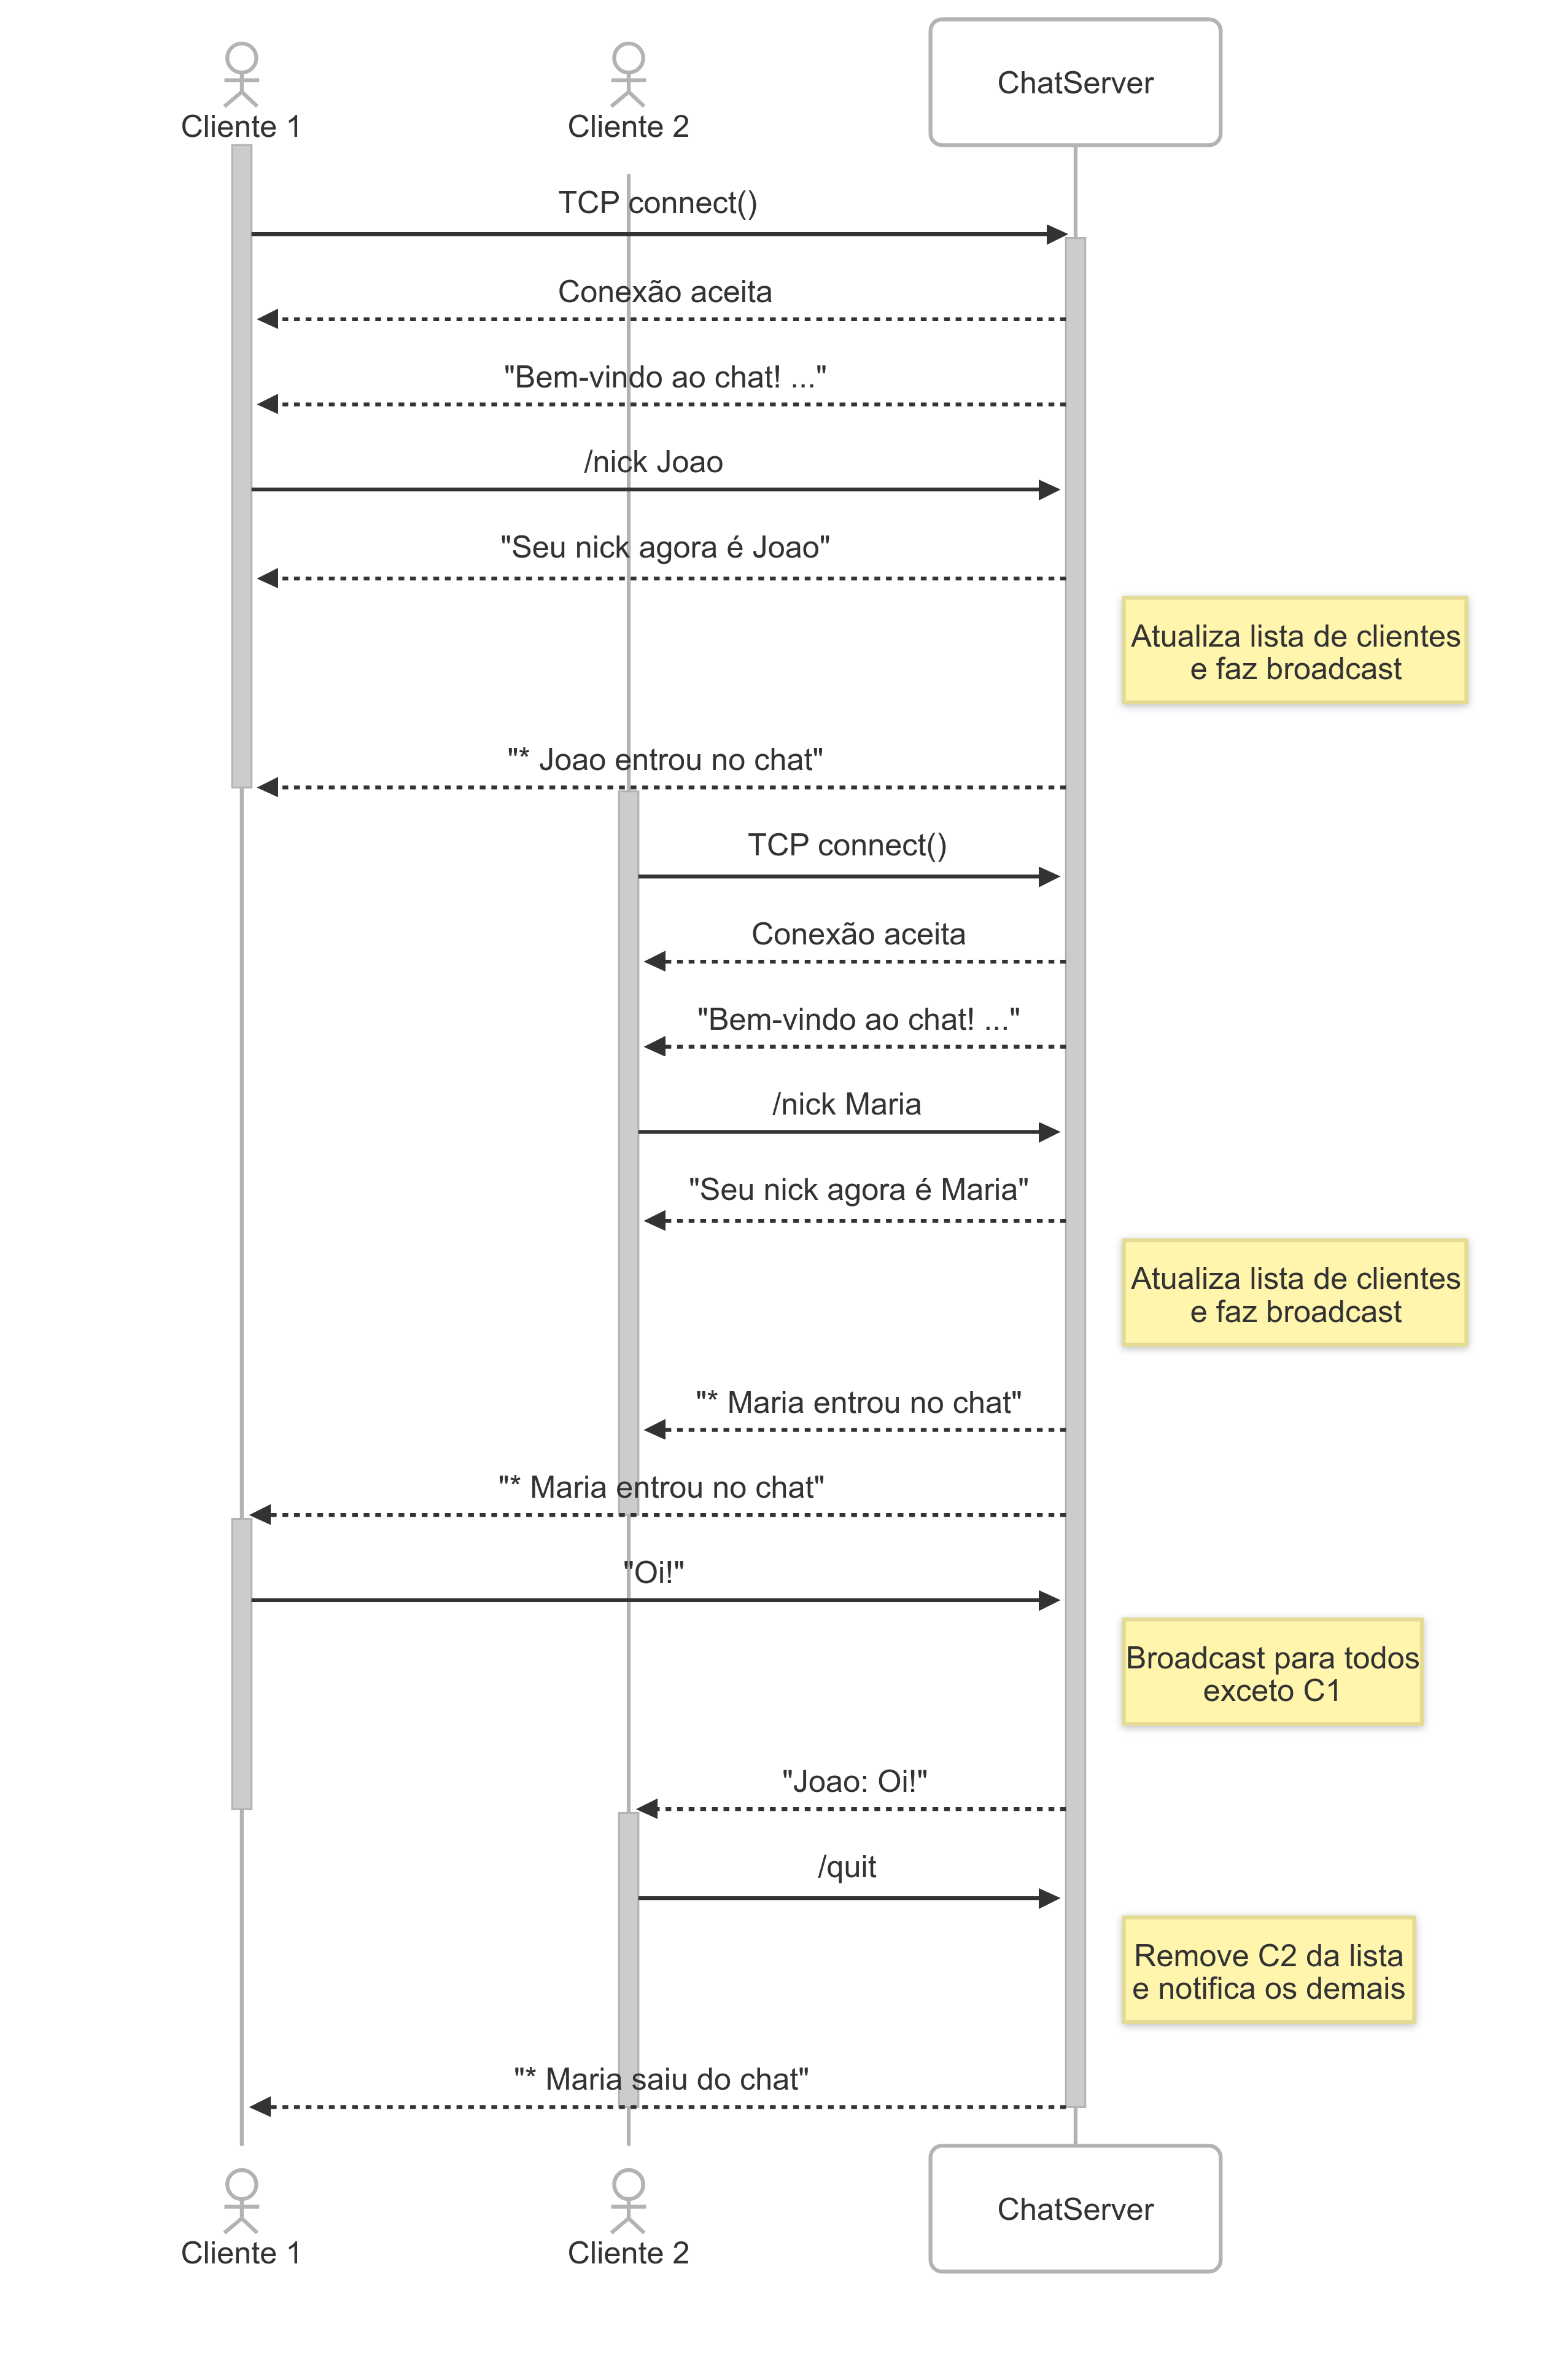 Cliente 1
Cliente 2
ChatServer
TCP connect()
Conexão aceita
"Bem-vindo ao chat! ..."
/nick Joao
"Seu nick agora é Joao"
Atualiza lista de clientes
e faz broadcast
"* Joao entrou no chat"
TCP connect()
Conexão aceita
"Bem-vindo ao chat! ..."
/nick Maria
"Seu nick agora é Maria"
Atualiza lista de clientes
e faz broadcast
"* Maria entrou no chat"
"* Maria entrou no chat"
"Oi!"
Broadcast para todos
exceto C1
"Joao: Oi!"
/quit
Remove C2 da lista
e notifica os demais
"* Maria saiu do chat"
Cliente 1
Cliente 2
ChatServer